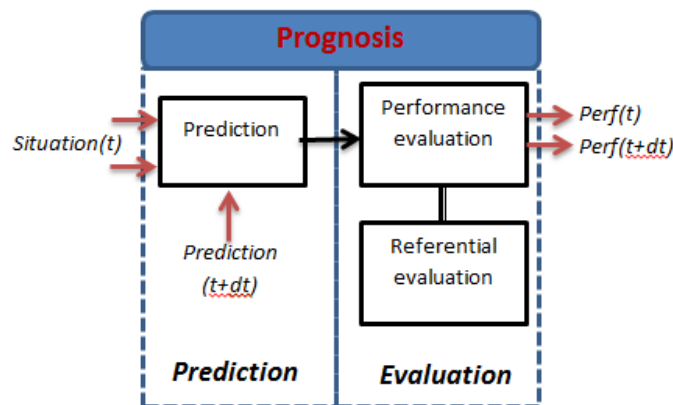 Prognosis
Situation(t)
Prediction
Performance
evaluation
Perf(t)
Perf(t+dt)
Prediction
(t+dt)
Referential
evaluation
Prediction
Evaluation